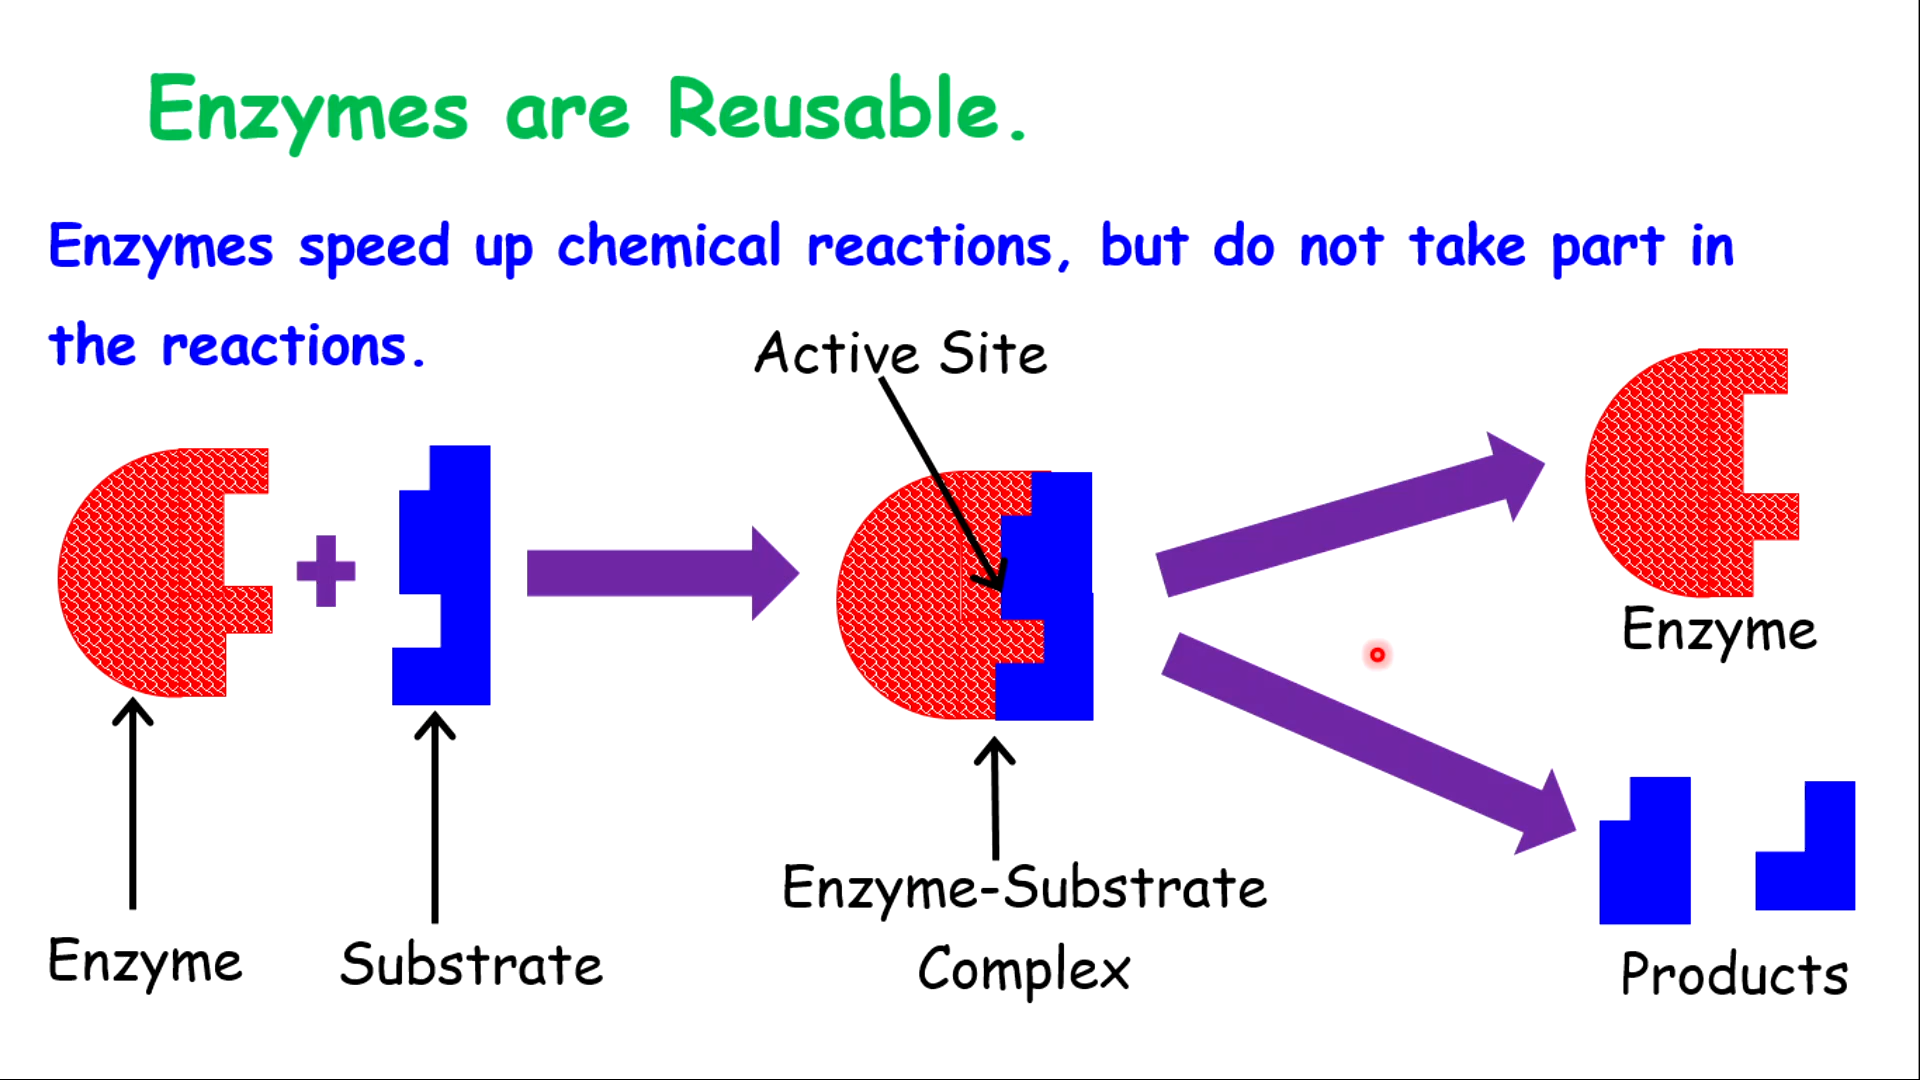 Enzymes are Reusable.
Enzymes speed up chemical reactions, but do not take part in
the reactions.
Active Site
Enzyme
Enzyme-Substrate
Complex
Enzyme
Substrate
Products